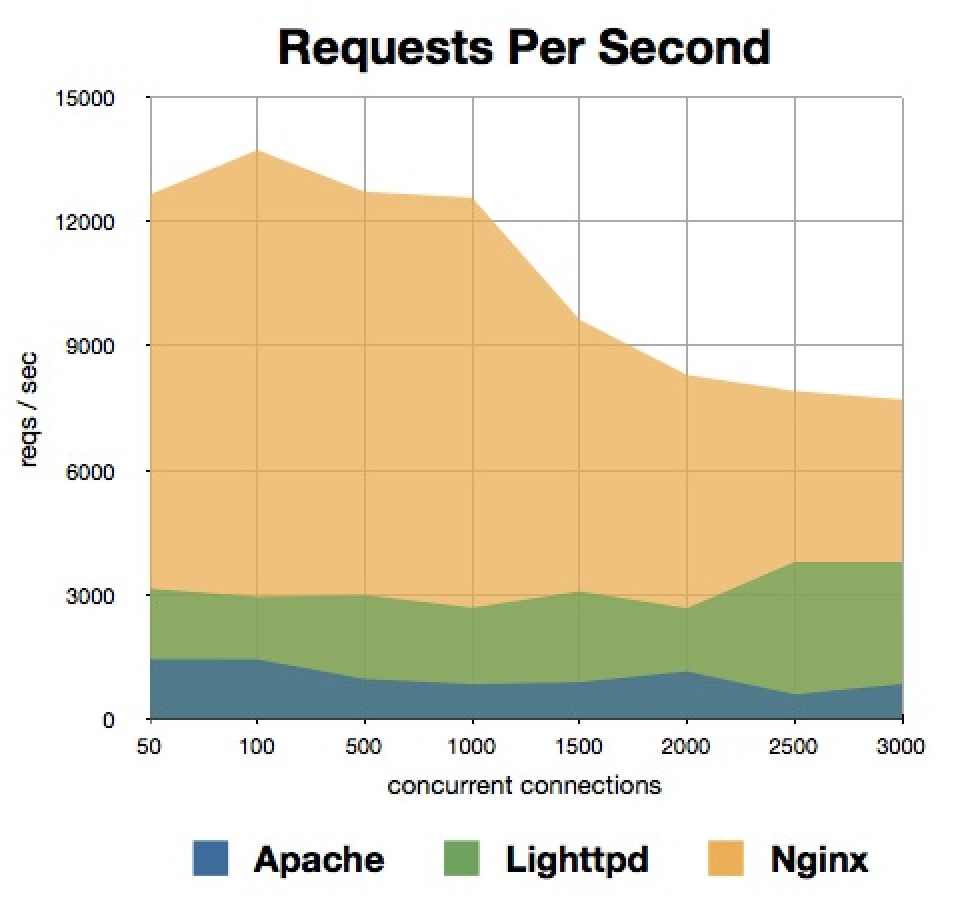 Requests Per Second
15000
12000
9000
6000
3000
0
reqs / sec
50 100 500 1000 1500 2000 2500 3000
concurrent connections
Apache Lighttpd Nginx